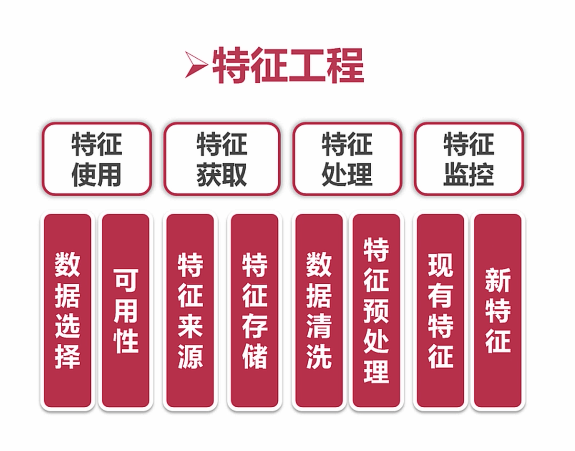 ➢特征工程
特征
使用
特征
获取
特征
处理
特征
监控
数据选择
可用性
特征来源
特征存储
数据清洗
特征预处理
现有特征
新特征